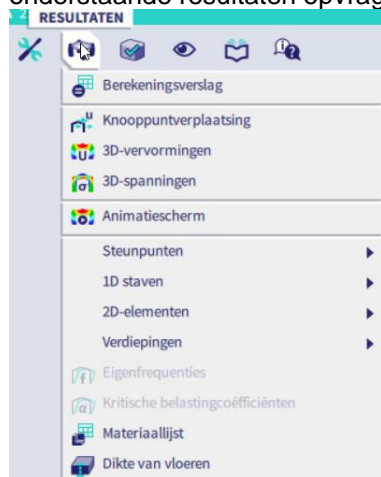 onderstaande resultaten opvrag
RESULTATEN
Berekeningsverslag
Knooppuntverplaatsing
3D-vervormingen
3D-spanningen
Animatiescherm
Steunpunten
1D staven
2D-elementen
Verdiepingen
Eigenfrequenties
Kritische belastingcoëfficiënten
Materiaallijst
Dikte van vloeren